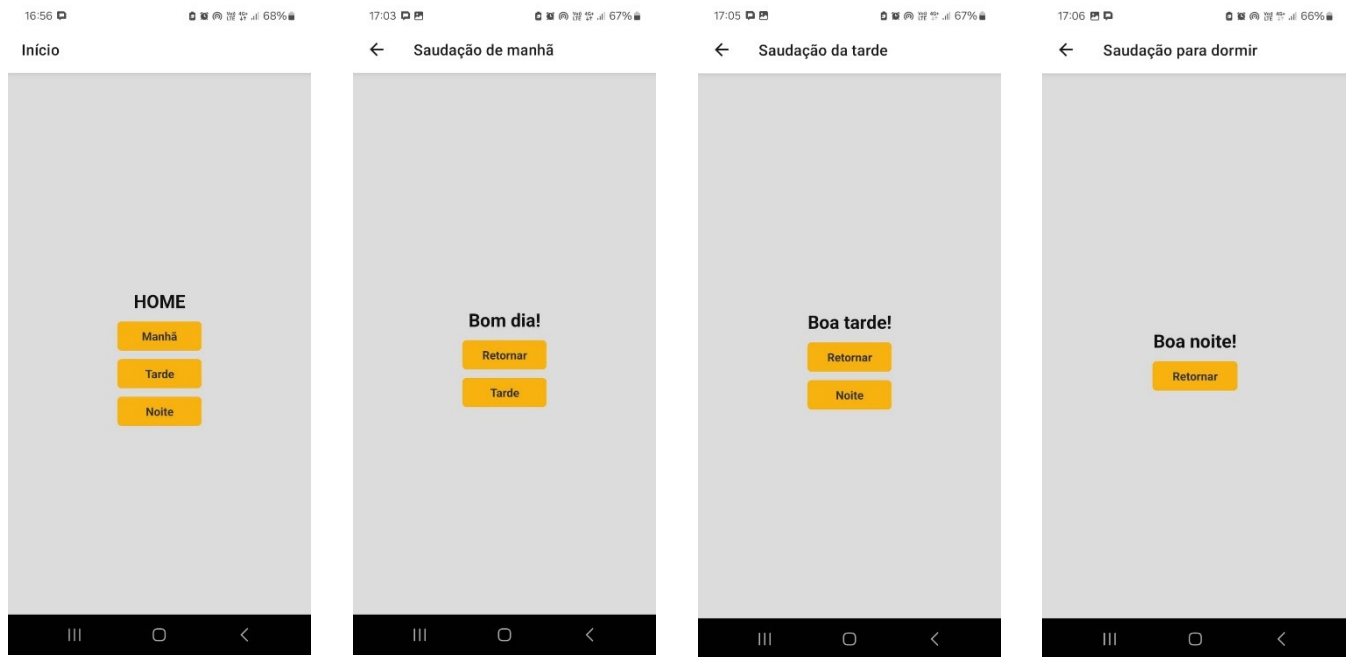 16:56 68%
Início
HOME
Manhã
Tarde
Noite
17:03 67%
Saudação de manhã
Bom dia!
Retornar
Tarde
17:05 67%
Saudação da tarde
Boa tarde!
Retornar
Noite
17:06 66%
Saudação para dormir
Boa noite!
Retornar